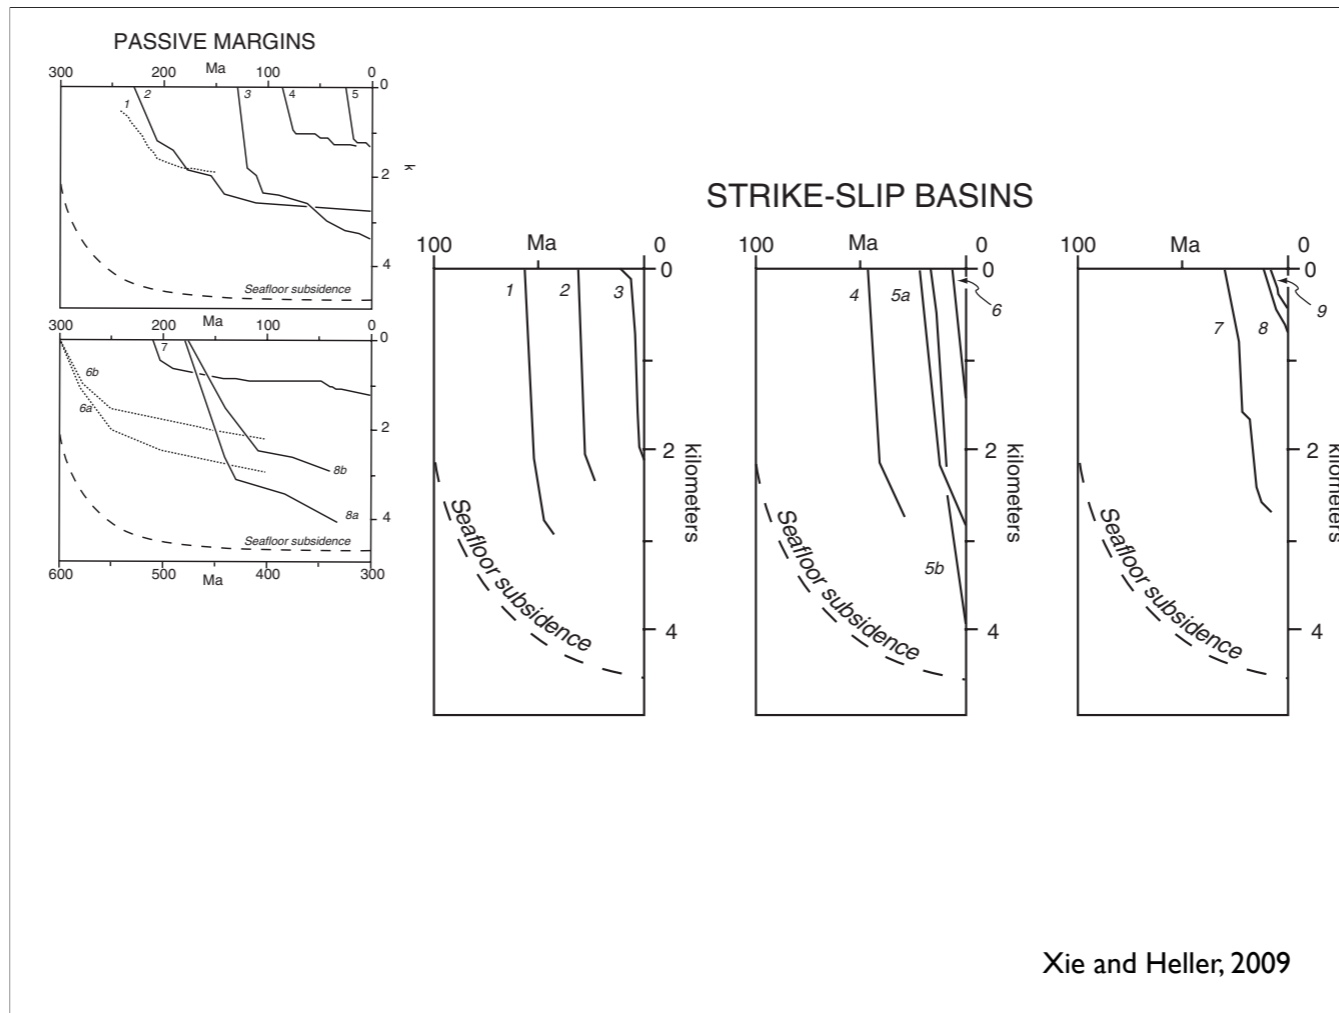 PASSIVE MARGINS
300 200 Ma 100 0
0
1 2 3 4 5
2
k
4
Seafloor subsidence
Ma
300 200 100 0
0
7
6b
6a
2
8b
8a
4
Seafloor subsidence
600 500 Ma 400 300
STRIKE-SLIP BASINS
100 Ma 0
0
1 2 3
2
kilometers
Seafloor subsidence
4
100 Ma 0
0
4 5a 6
2
kilometers
5b
Seafloor subsidence
4
100 Ma 0
0
7 8 9
2
kilometers
Seafloor subsidence
4
Xie and Heller, 2009